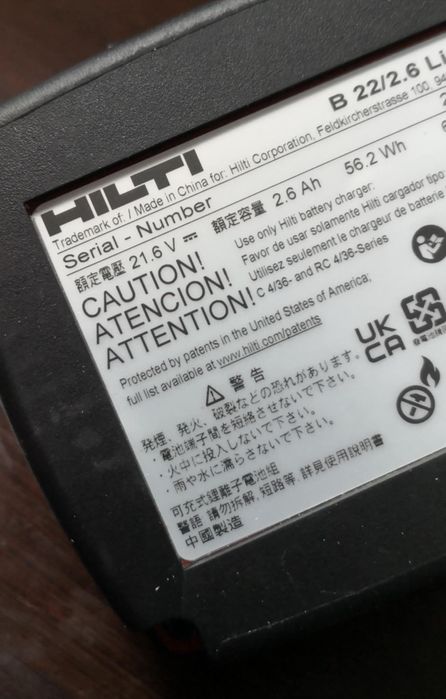 B 22/2.6 Li
HILTI
Trademark of: / Made in China for: Hilti Corporation, Feldkircherstrasse 100,
Serial - Number
額定電壓 21.6 V 額定容量 2.6 Ah 56.2 Wh
CAUTION! Use only Hilti battery charger;
ATENCION! Favor de usar solamente Hilti cargador tipo
ATTENTION! Utilisez seulement le chargeur de batterie
C 4/36- and RC 4/36-Series
Protected by patents in the United States of America;
full list available at www.hilti.com/patents
UK
CA
警告
発煙、発火、破裂などの恐れがあります。
・電池端子間を短絡させないで下さい。
・火中に投入しないで下さい。
・雨や水に濡らさないで下さい。
可充式鋰離子電池組
警語 請勿拆解, 短路等, 詳見使用說明書
中國製造